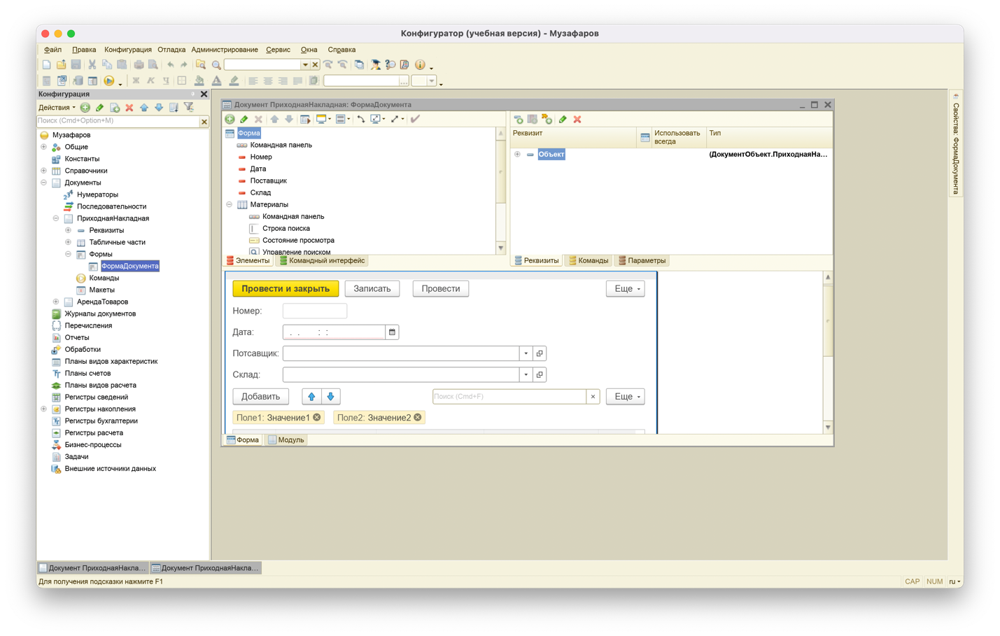 Конфигуратор (учебная версия) - Музафаров
Файл Правка Конфигурация Отладка Администрирование Сервис Окна Справка
Ж К Ч
Конфигурация
Действия
Поиск (Cmd+Option+M)
Музафаров
Общие
Константы
Справочники
Документы
Нумераторы
Последовательности
ПриходнаяНакладная
Реквизиты
Табличные части
Формы
ФормаДокумента
Команды
Макеты
АрендаТоваров
Журналы документов
Перечисления
Отчеты
Обработки
Планы видов характеристик
Планы счетов
Планы видов расчета
Регистры сведений
Регистры накопления
Регистры бухгалтерии
Регистры расчета
Бизнес-процессы
Задачи
Внешние источники данных
Документ ПриходнаяНакладная: ФормаДокумента
Форма
Командная панель
Номер
Дата
Поставщик
Склад
Материалы
Командная панель
Строка поиска
Состояние просмотра
Управление поиском
Элементы Командный интерфейс
Реквизит Использовать всегда Тип
Объект (ДокументОбъект.ПриходнаяНа...
Реквизиты Команды Параметры
Провести и закрыть Записать Провести Еще
Номер:
Дата: . . : :
Потсавщик:
Склад:
Добавить Поиск (Cmd+F) × Еще
Поле1: Значение1 Поле2: Значение2
Форма Модуль
Свойства: ФормаДокумента
Документ ПриходнаяНакла... Документ ПриходнаяНакла...
Для получения подсказки нажмите F1 CAP NUM ru